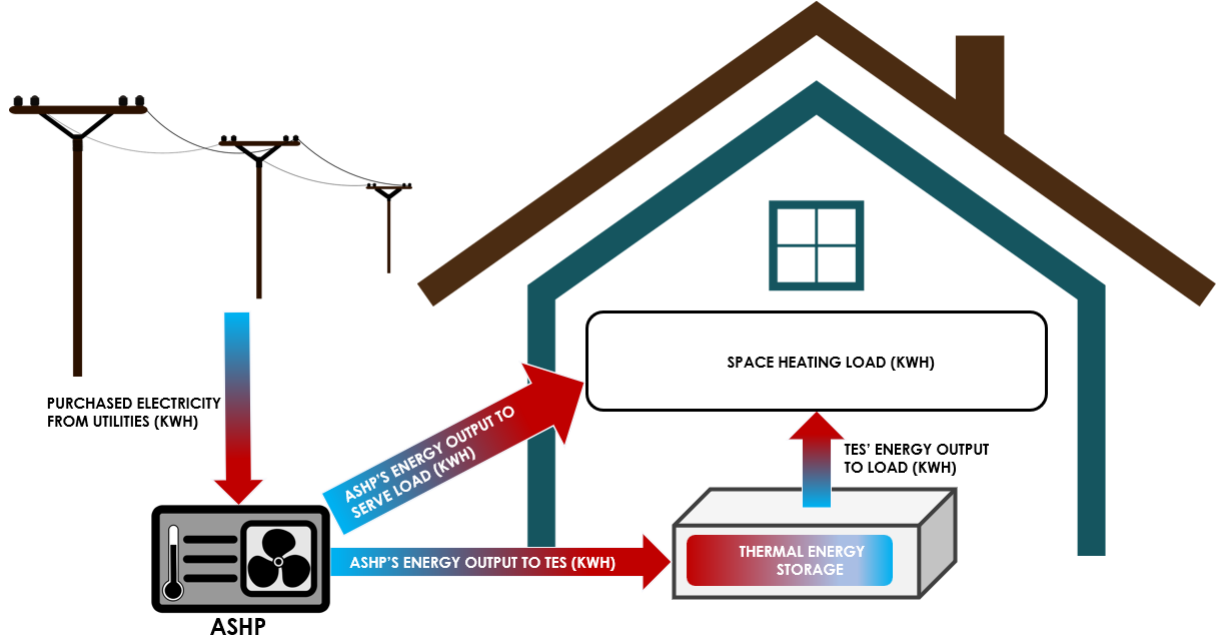 SPACE HEATING LOAD (KWH)
PURCHASED ELECTRICITY
FROM UTILITIES (KWH)
ASHP'S ENERGY OUTPUT TO
SERVE LOAD (KWH)
TES' ENERGY OUTPUT
TO LOAD (KWH)
ASHP'S ENERGY OUTPUT TO TES (KWH)
THERMAL ENERGY
STORAGE
ASHP